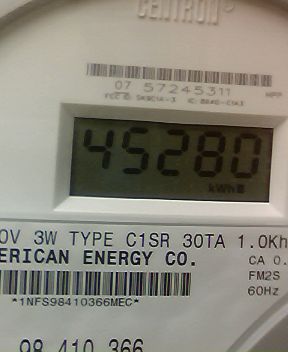 CENTRON®
07 57245311
45280
kWh
0V 3W TYPE C1SR 30TA 1.0Kh
ERICAN ENERGY CO.
CA 0.
FM2S
*1NFS98410366MEC*
60Hz
98 410 366